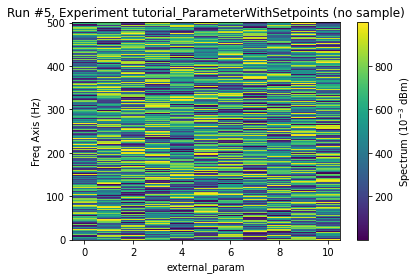 Run #5, Experiment tutorial_ParameterWithSetpoints (no sample)
500
400
300
200
100
0
Freq Axis (Hz)
0 2 4 6 8 10
external_param
800
600
400
200
Spectrum (10⁻³ dBm)